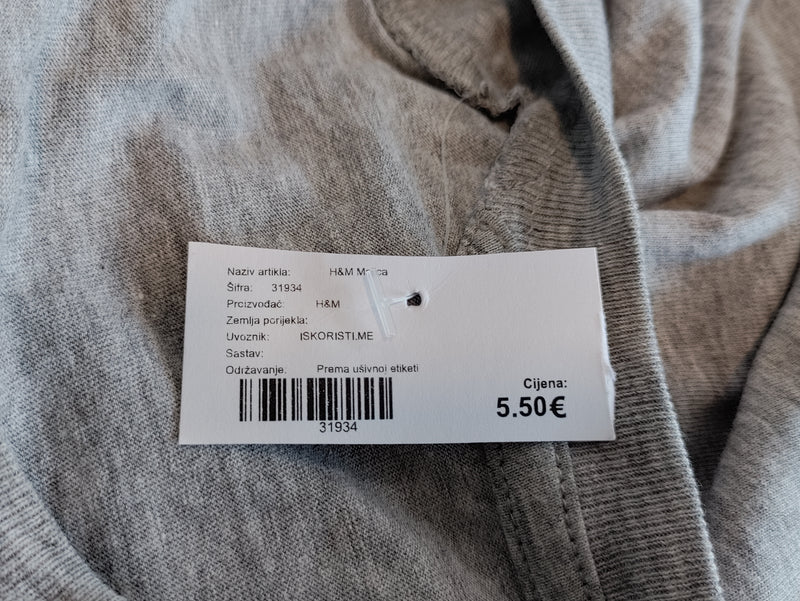 Naziv artikla: H&M
Šifra: 31934
Proizvođač: H&M
Zemlja porijekla:
Uvoznik: ISKORISTI.ME
Sastav:
Održavanje: Prema ušivnoj etiketi
31934
Cijena:
5.50€